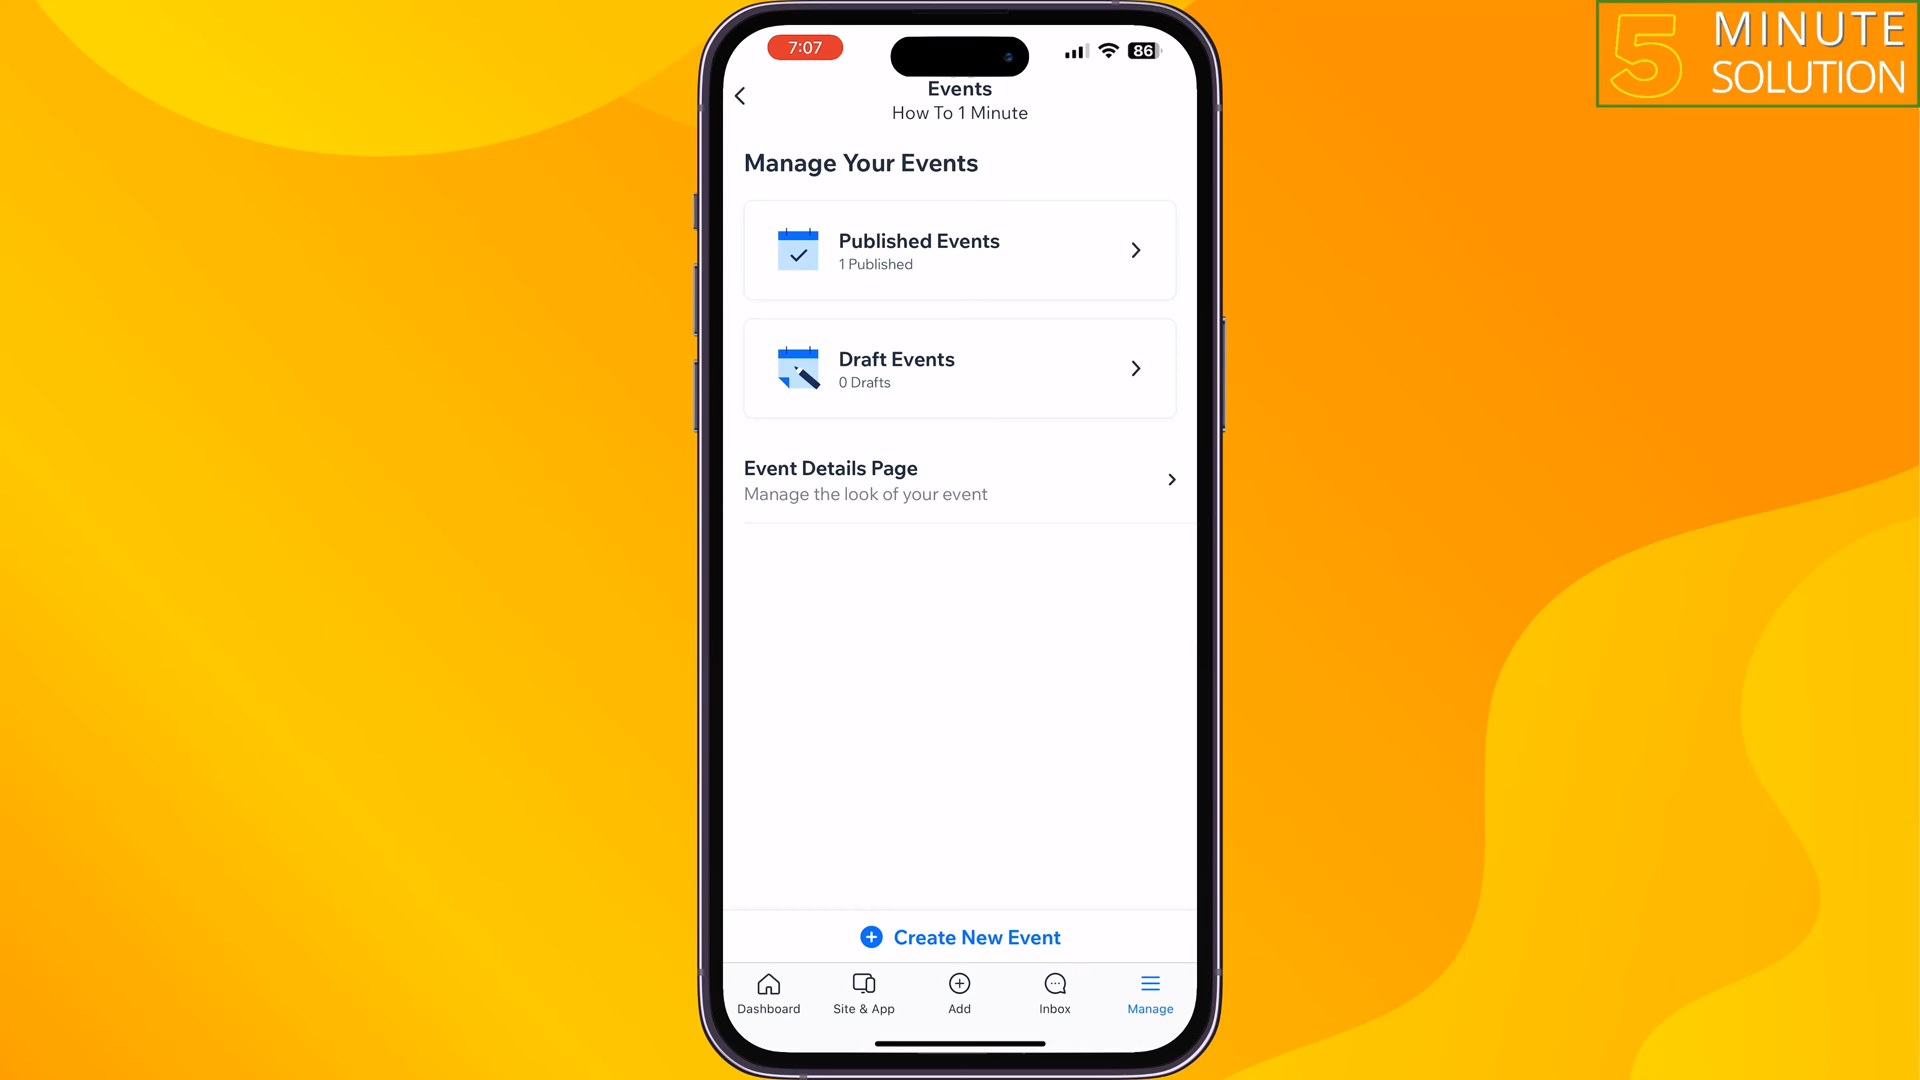 5 MINUTE
SOLUTION
7:07
86
Events
How To 1 Minute
Manage Your Events
Published Events
1 Published
Draft Events
0 Drafts
Event Details Page
Manage the look of your event
Create New Event
Dashboard
Site & App
Add
Inbox
Manage